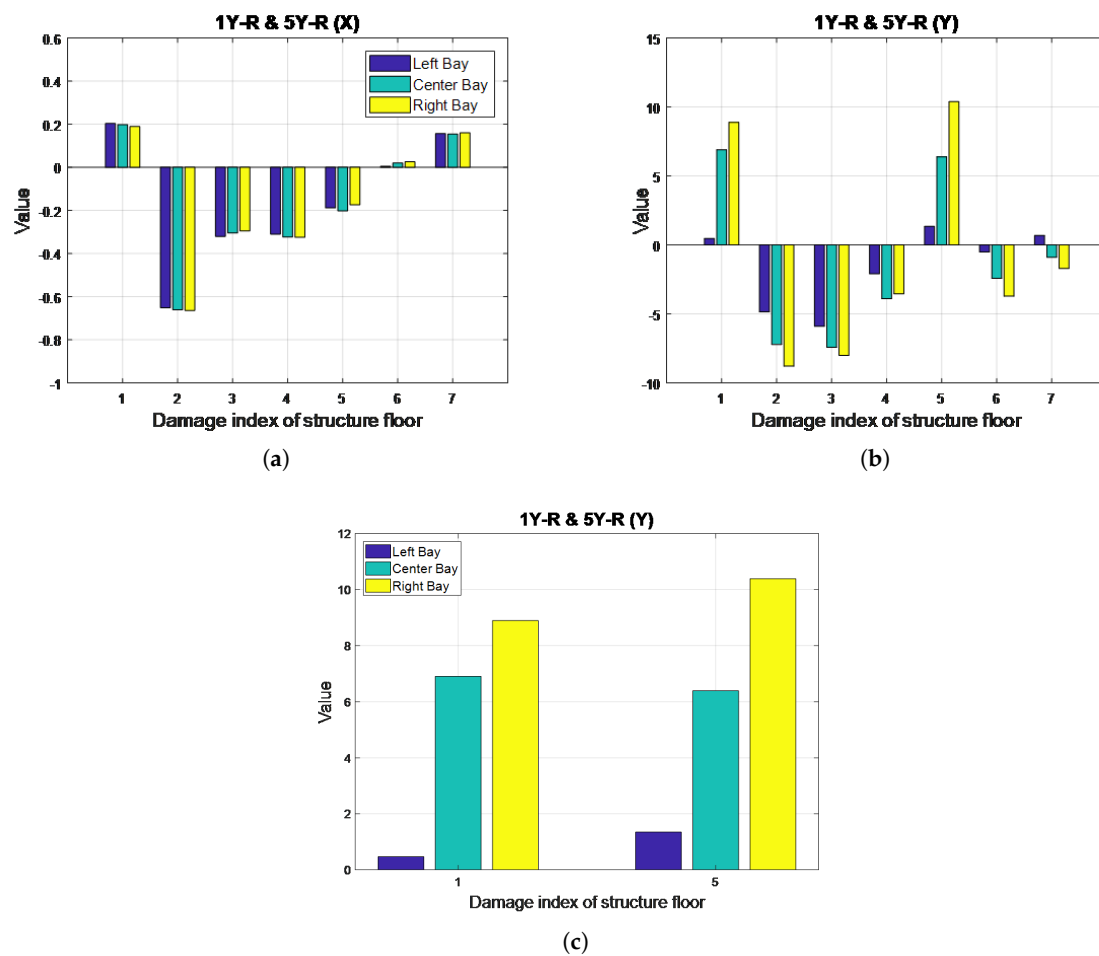 1Y-R & 5Y-R (X)
0.6
0.4
0.2
0
-0.2
-0.4
-0.6
-0.8
-1
Value
Left Bay
Center Bay
Right Bay
1 2 3 4 5 6 7
Damage index of structure floor
(a)
1Y-R & 5Y-R (Y)
15
10
5
0
-5
-10
Value
1 2 3 4 5 6 7
Damage index of structure floor
(b)
1Y-R & 5Y-R (Y)
12
10
8
6
4
2
0
Value
Left Bay
Center Bay
Right Bay
1 5
Damage index of structure floor
(c)